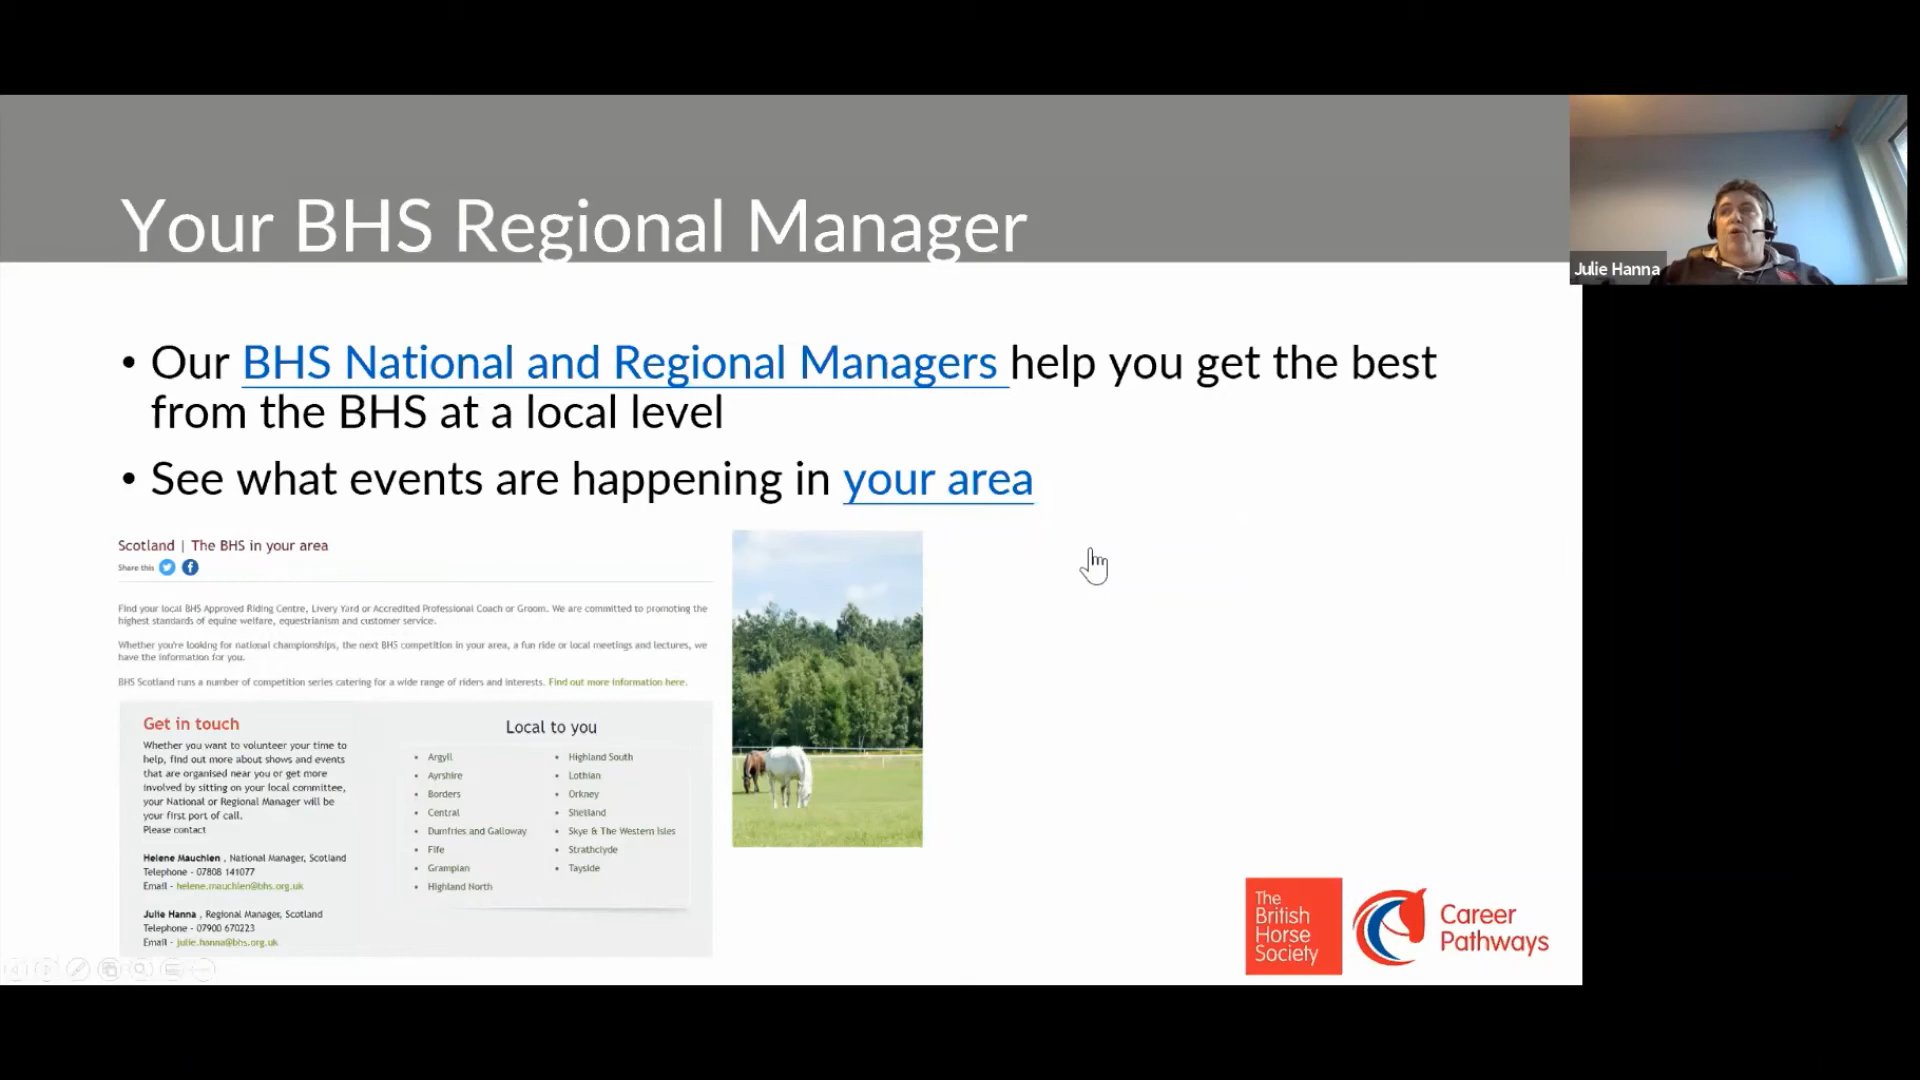 Your BHS Regional Manager
Julie Hanna
• Our BHS National and Regional Managers help you get the best
from the BHS at a local level
• See what events are happening in your area
Scotland | The BHS in your area
Share this
Find your local BHS Approved Riding Centre, Livery Yard or Accredited Professional Coach or Groom. We are committed to promoting the
highest standards of equine welfare, equestrianism and customer service.
Whether you're looking for national championships, the next BHS competition in your area, a fun ride or local meetings and lectures, we
have the information for you.
BHS Scotland runs a number of competition series catering for a wide range of riders and interests. Find out more information here.
Get in touch
Whether you want to volunteer your time to
help, find out more about shows and events
that are organised near you or get more
involved by sitting on your local committee,
your National or Regional Manager will be
your first port of call.
Please contact
Helene Mauchlen , National Manager, Scotland
Telephone - 07808 141077
Email - helene.mauchlen@bhs.org.uk
Julie Hanna , Regional Manager, Scotland
Telephone - 07900 670223
Email - julie.hanna@bhs.org.uk
Local to you
• Argyll
• Ayrshire
• Borders
• Central
• Dumfries and Galloway
• Fife
• Grampian
• Highland North
• Highland South
• Lothian
• Orkney
• Shetland
• Skye & The Western Isles
• Strathclyde
• Tayside
The
British
Horse
Society
Career
Pathways